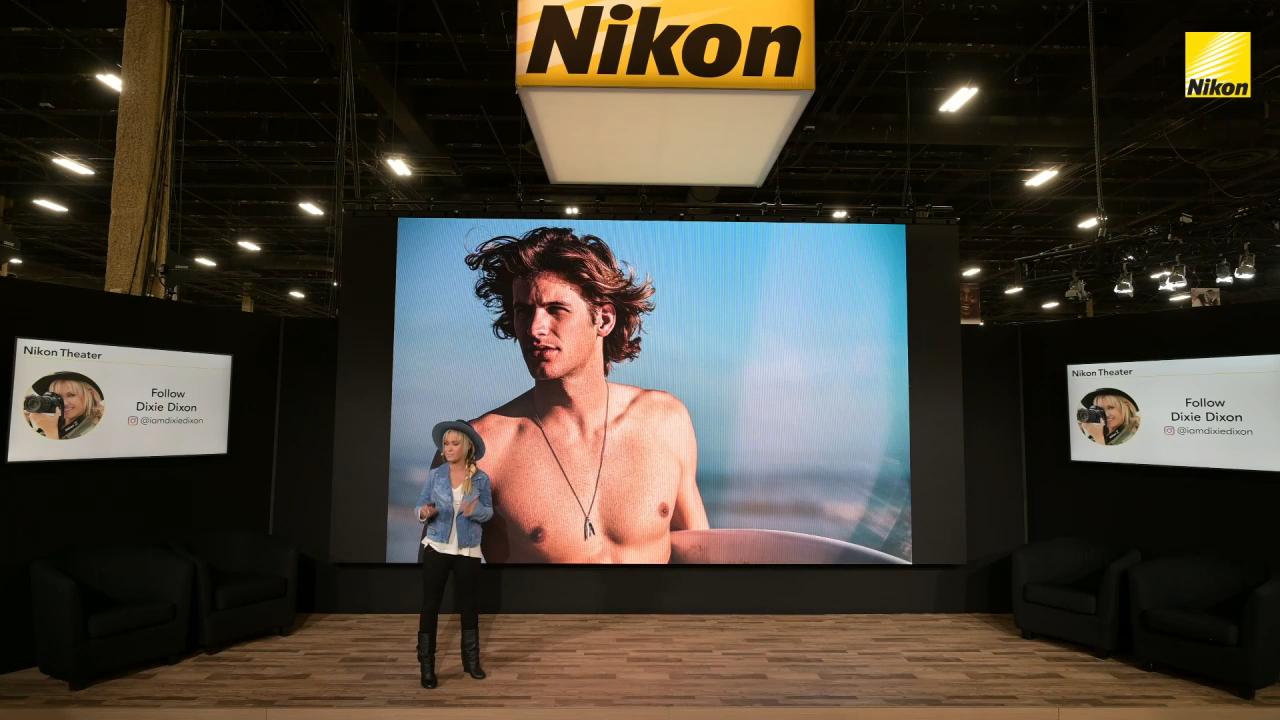 Nikon
Nikon
Nikon Theater
Follow
Dixie Dixon
@iamdixiedixon
Nikon Theater
Follow
Dixie Dixon
@iamdixiedixon